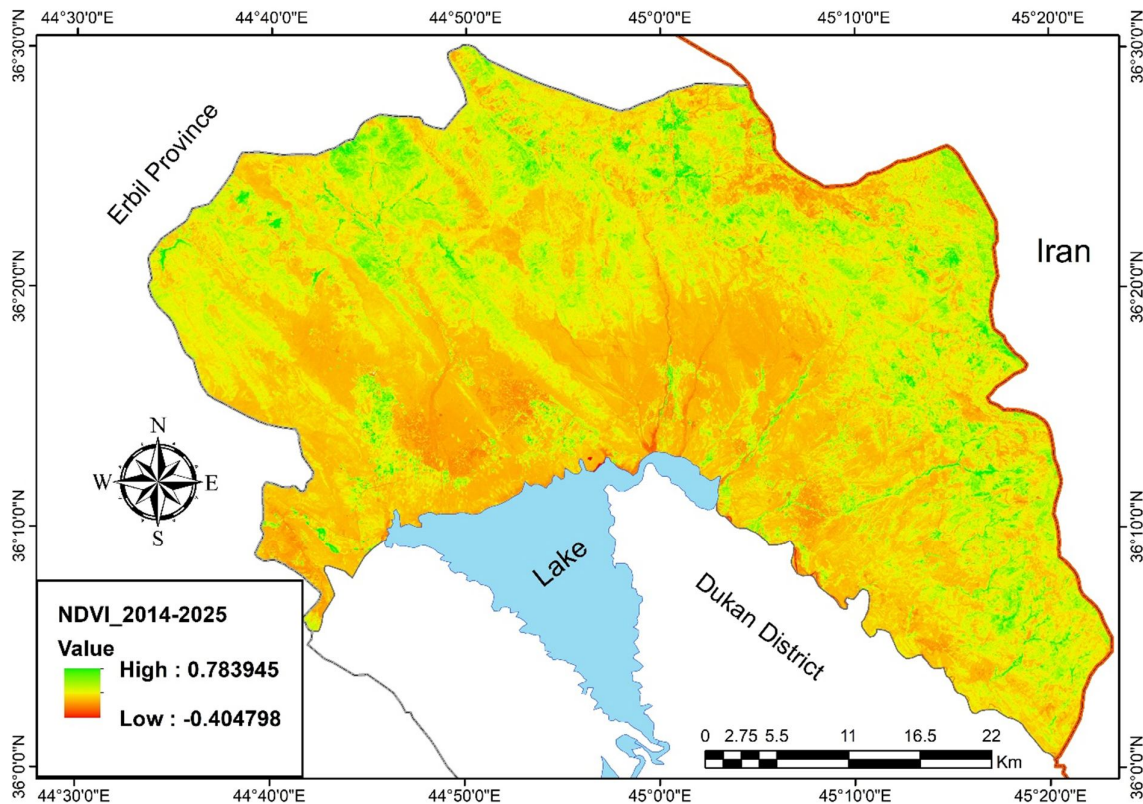 44°30'0"E 44°40'0"E 44°50'0"E 45°0'0"E 45°10'0"E 45°20'0"E
36°30'0"N 36°30'0"N
Erbil Province
Iran
36°20'0"N 36°20'0"N
N
W E
S
36°10'0"N 36°10'0"N
Lake
Dukan District
NDVI_2014-2025
Value
High : 0.783945
Low : -0.404798
0 2.75 5.5 11 16.5 22
Km
36°0'0"N 36°0'0"N
44°30'0"E 44°40'0"E 44°50'0"E 45°0'0"E 45°10'0"E 45°20'0"E